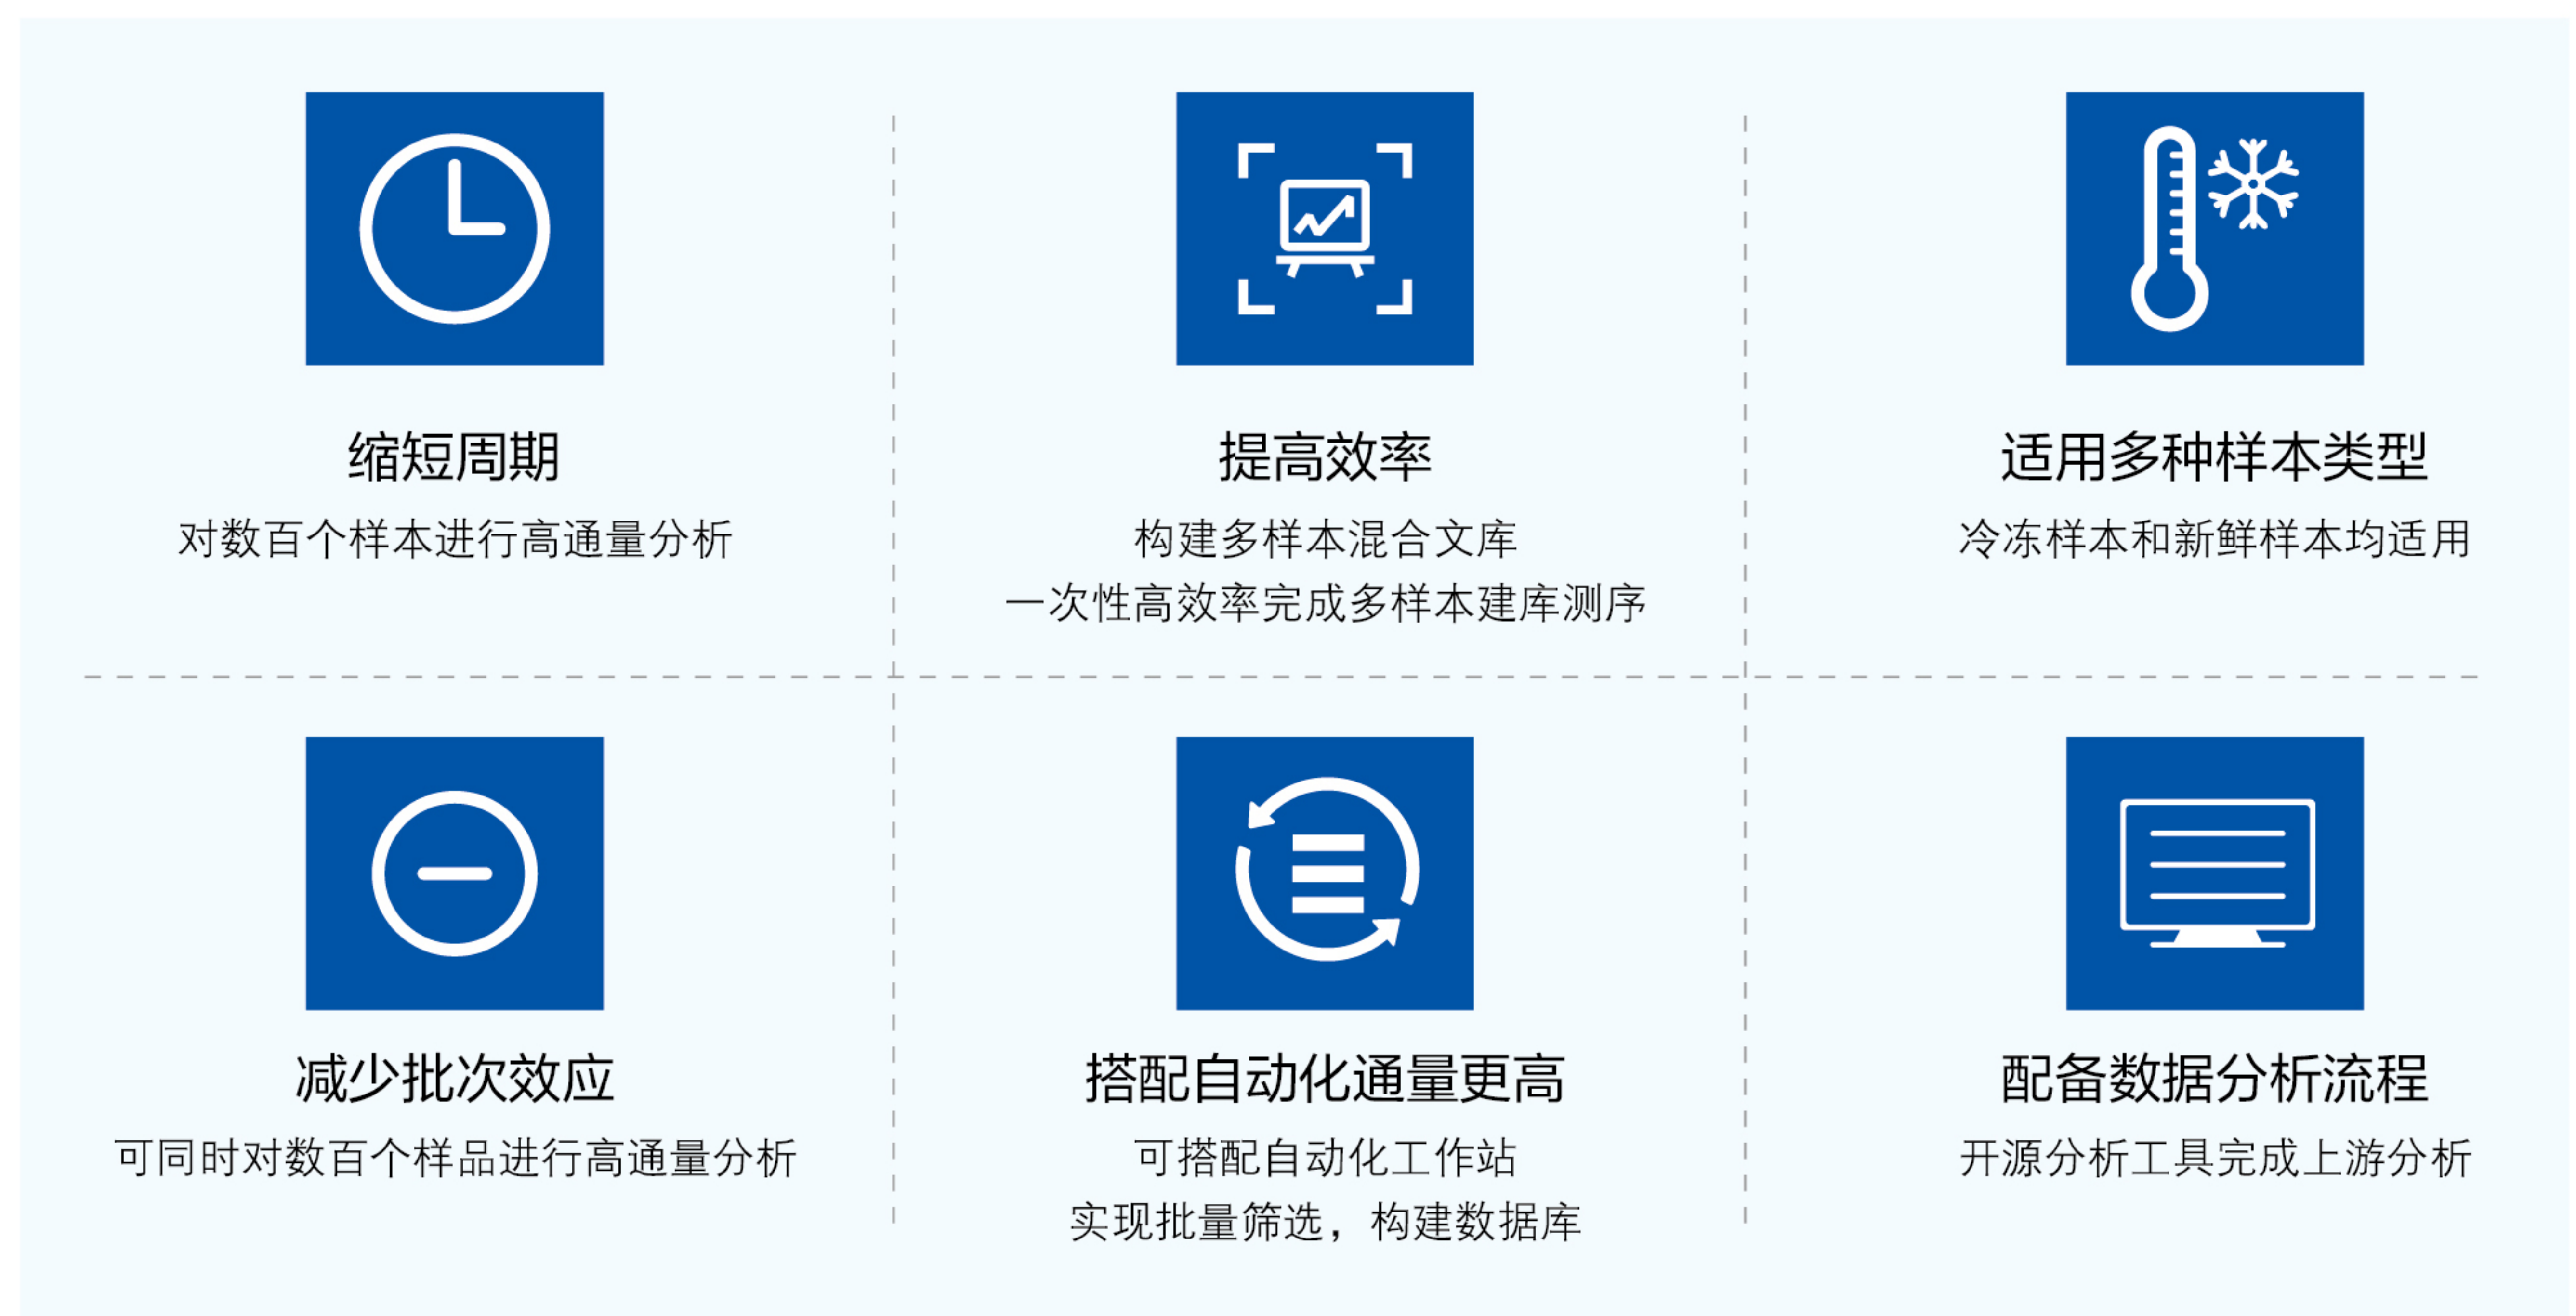 缩短周期
对数百个样本进行高通量分析
提高效率
构建多样本混合文库
一次性高效率完成多样本建库测序
适用多种样本类型
冷冻样本和新鲜样本均适用
减少批次效应
可同时对数百个样品进行高通量分析
搭配自动化通量更高
可搭配自动化工作站
实现批量筛选，构建数据库
配备数据分析流程
开源分析工具完成上游分析